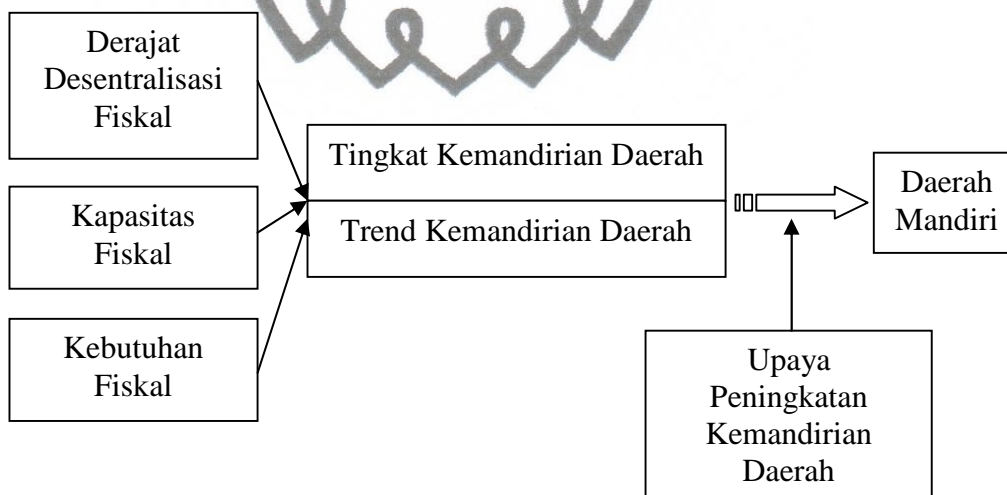 Derajat
Desentralisasi
Fiskal
Kapasitas
Fiskal
Kebutuhan
Fiskal
Tingkat Kemandirian Daerah
Trend Kemandirian Daerah
Daerah
Mandiri
Upaya
Peningkatan
Kemandirian
Daerah